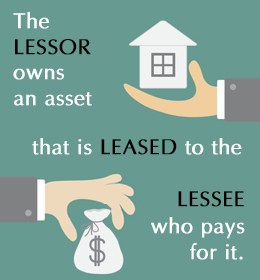 The
LESSOR
owns
an asset
that is LEASED to the
LESSEE
who pays
for it.
$